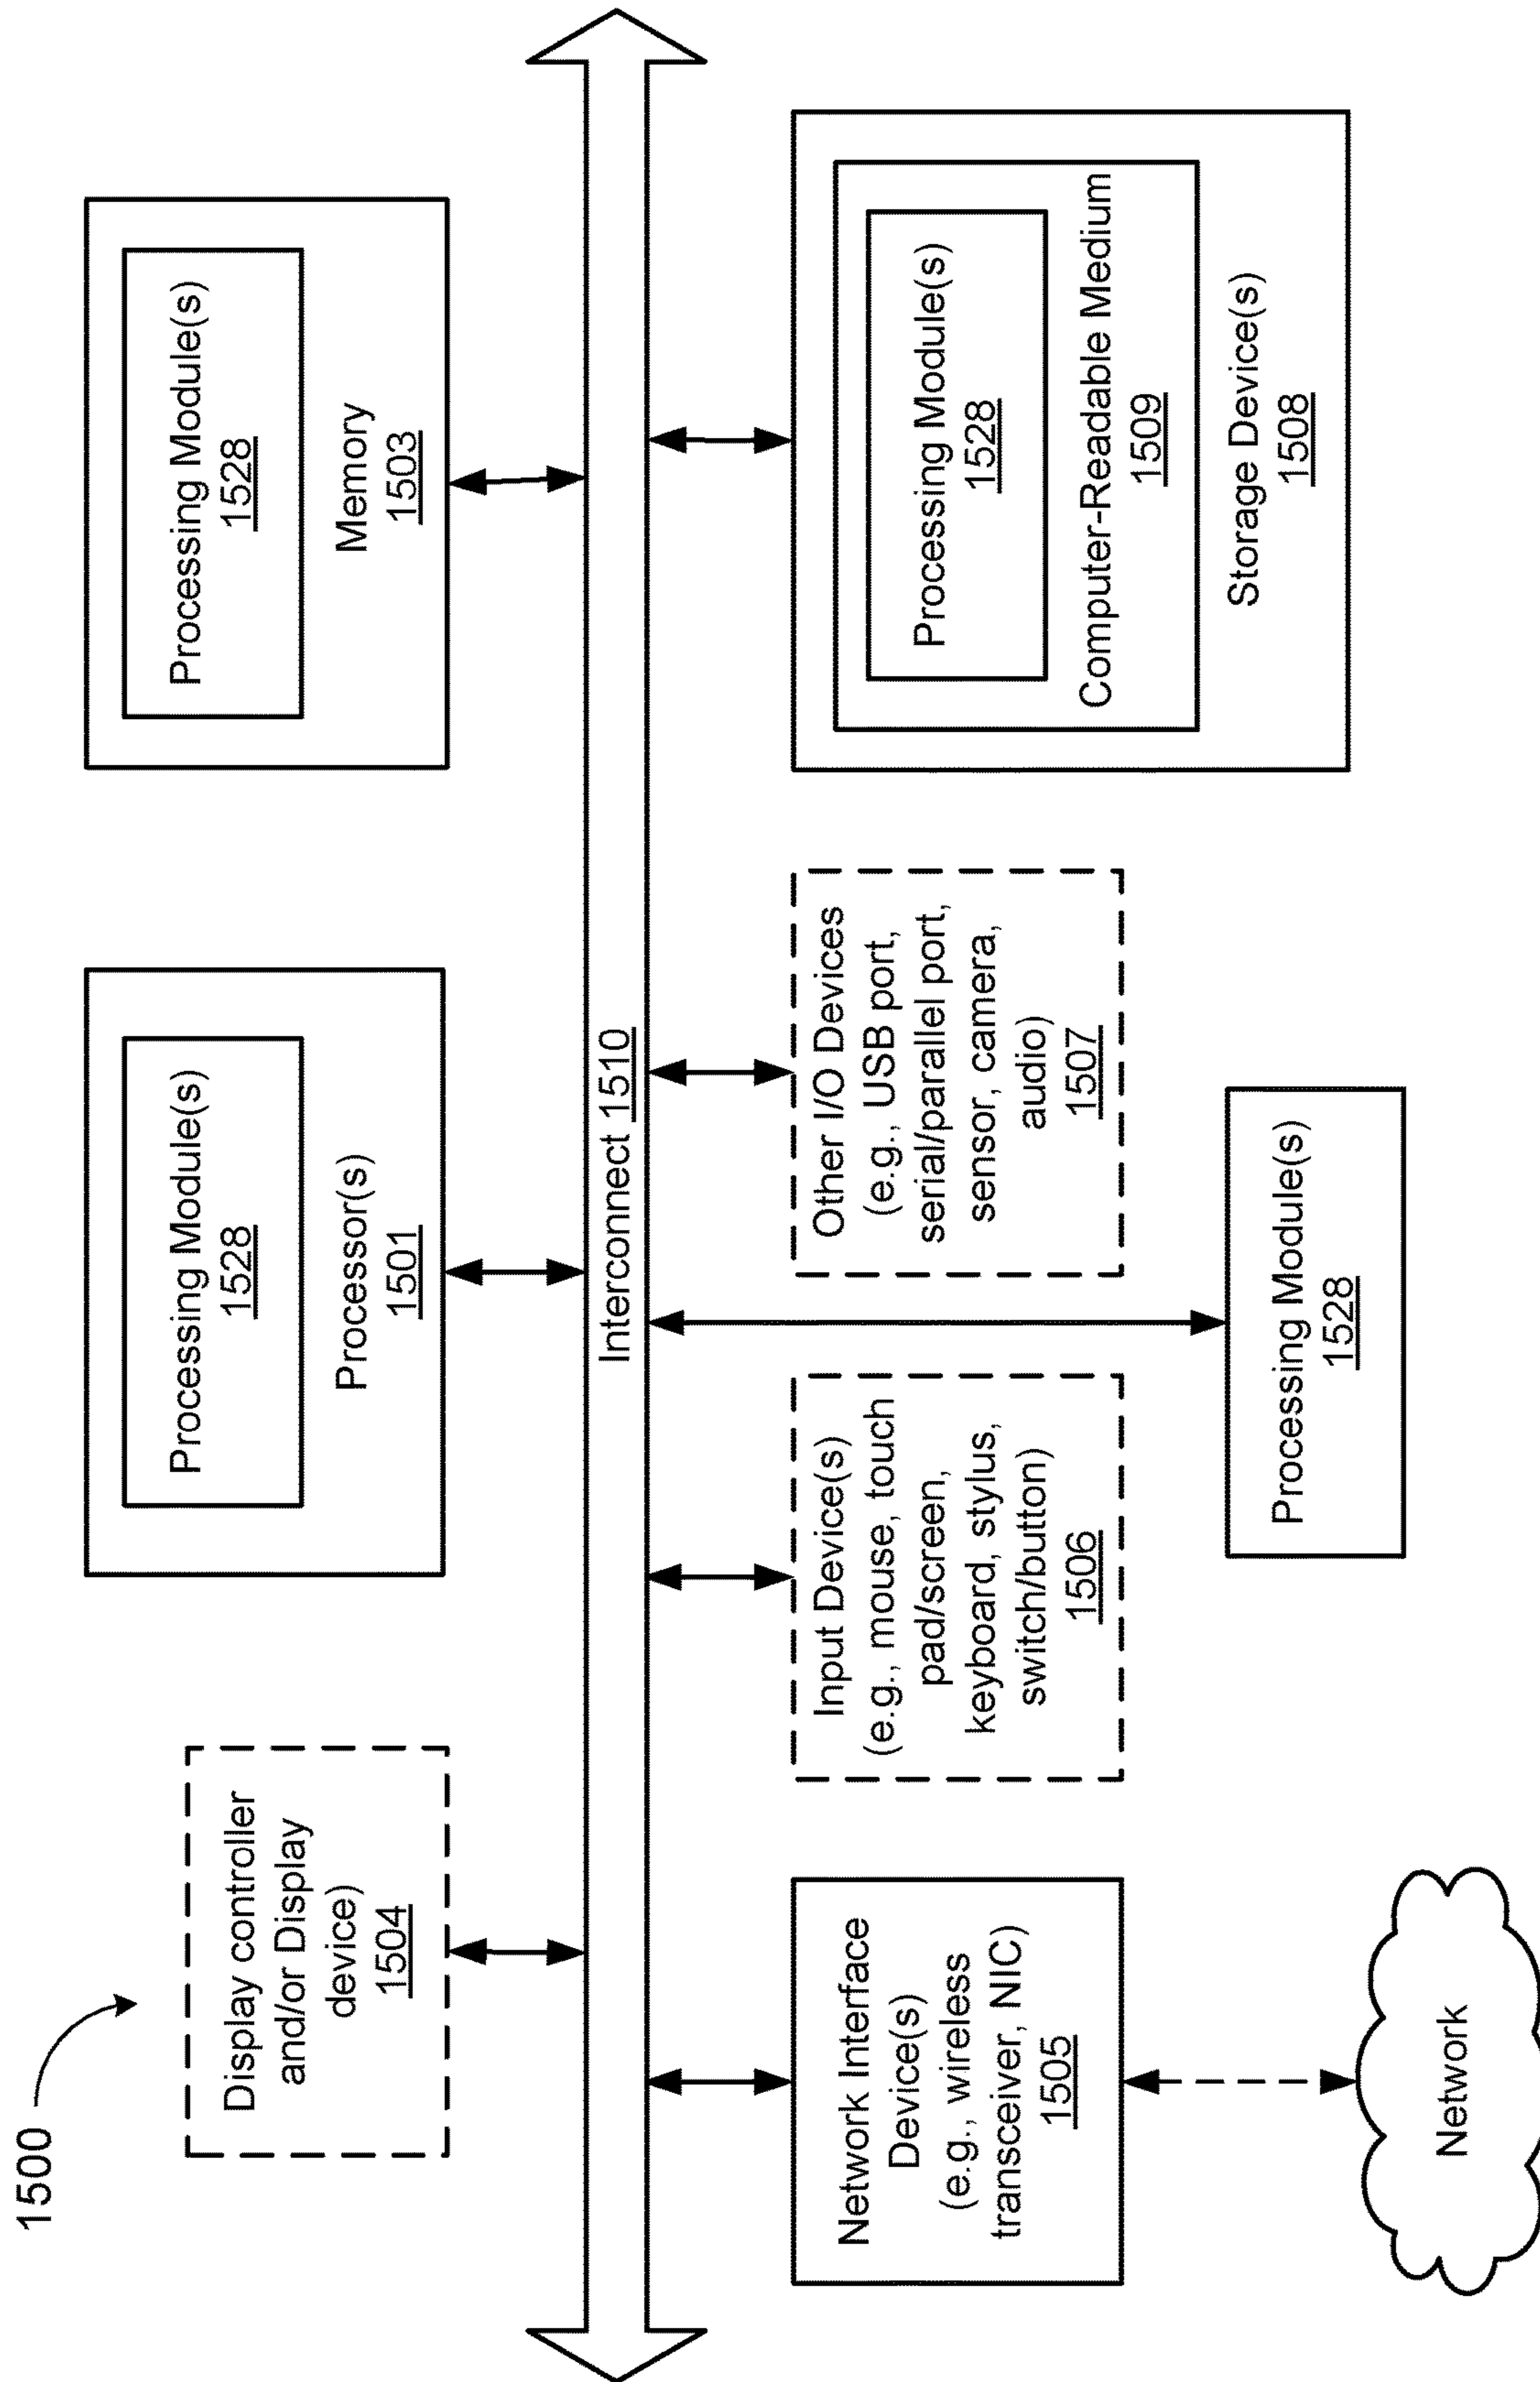 1500
Display controller
and/or Display
device)
1504
Processing Module(s)
1528
Processor(s)
1501
Processing Module(s)
1528
Memory
1503
Interconnect 1510
Network Interface
Device(s)
(e.g., wireless
transceiver, NIC)
1505
Input Device(s)
(e.g., mouse, touch
pad/screen,
keyboard, stylus,
switch/button)
1506
Other I/O Devices
(e.g., USB port,
serial/parallel port,
sensor, camera,
audio)
1507
Processing Module(s)
1528
Computer-Readable Medium
1509
Storage Device(s)
1508
Processing Module(s)
1528
Network